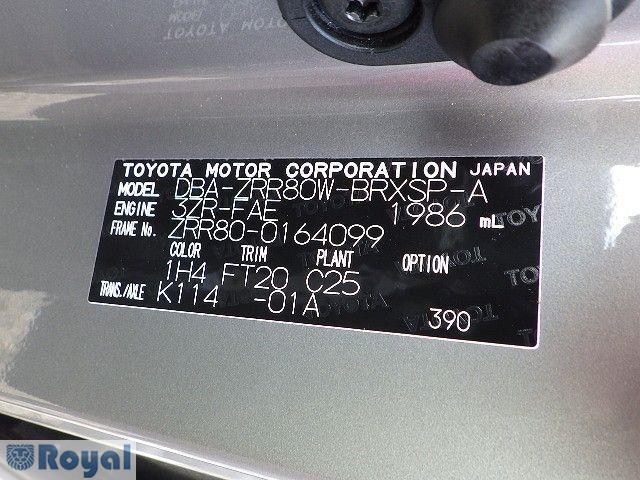 TOYOTA MOTOR CORPORATION JAPAN
MODEL DBA-ZRR80W-BRXSP-A
ENGINE 3ZR-FAE 1986 mL
FRAME No. ZRR80-0164099
COLOR TRIM PLANT OPTION
1H4 FT20 C25
TRANS./AXLE K114 -01A
390
Royal